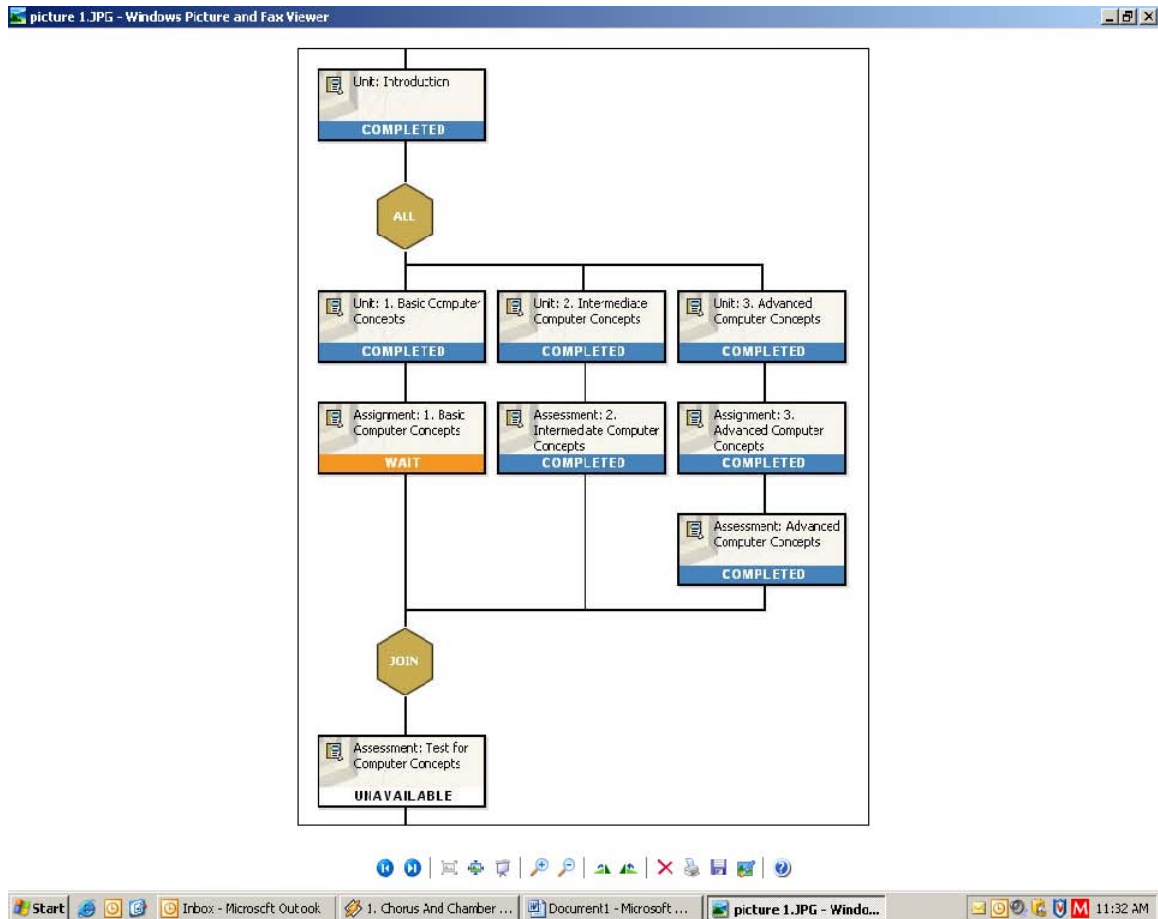 picture 1.JPG - Windows Picture and Fax Viewer
Unit: Introduction
COMPLETED
ALL
Unit: 1. Basic Computer
Concepts
COMPLETED
Unit: 2. Intermediate
Computer Concepts
COMPLETED
Unit: 3. Advanced
Computer Concepts
COMPLETED
Assignment: 1. Basic
Computer Concepts
WAIT
Assessment: 2.
Intermediate Computer
Concepts
COMPLETED
Assignment: 3.
Advanced Computer
Concepts
COMPLETED
Assessment: Advanced
Computer Concepts
COMPLETED
JOIN
Assessment: Test for
Computer Concepts
UNAVAILABLE
Start
Inbox - Microsoft Outlook
1. Chorus And Chamber ...
Document1 - Microsoft ...
picture 1.JPG - Windo...
11:32 AM